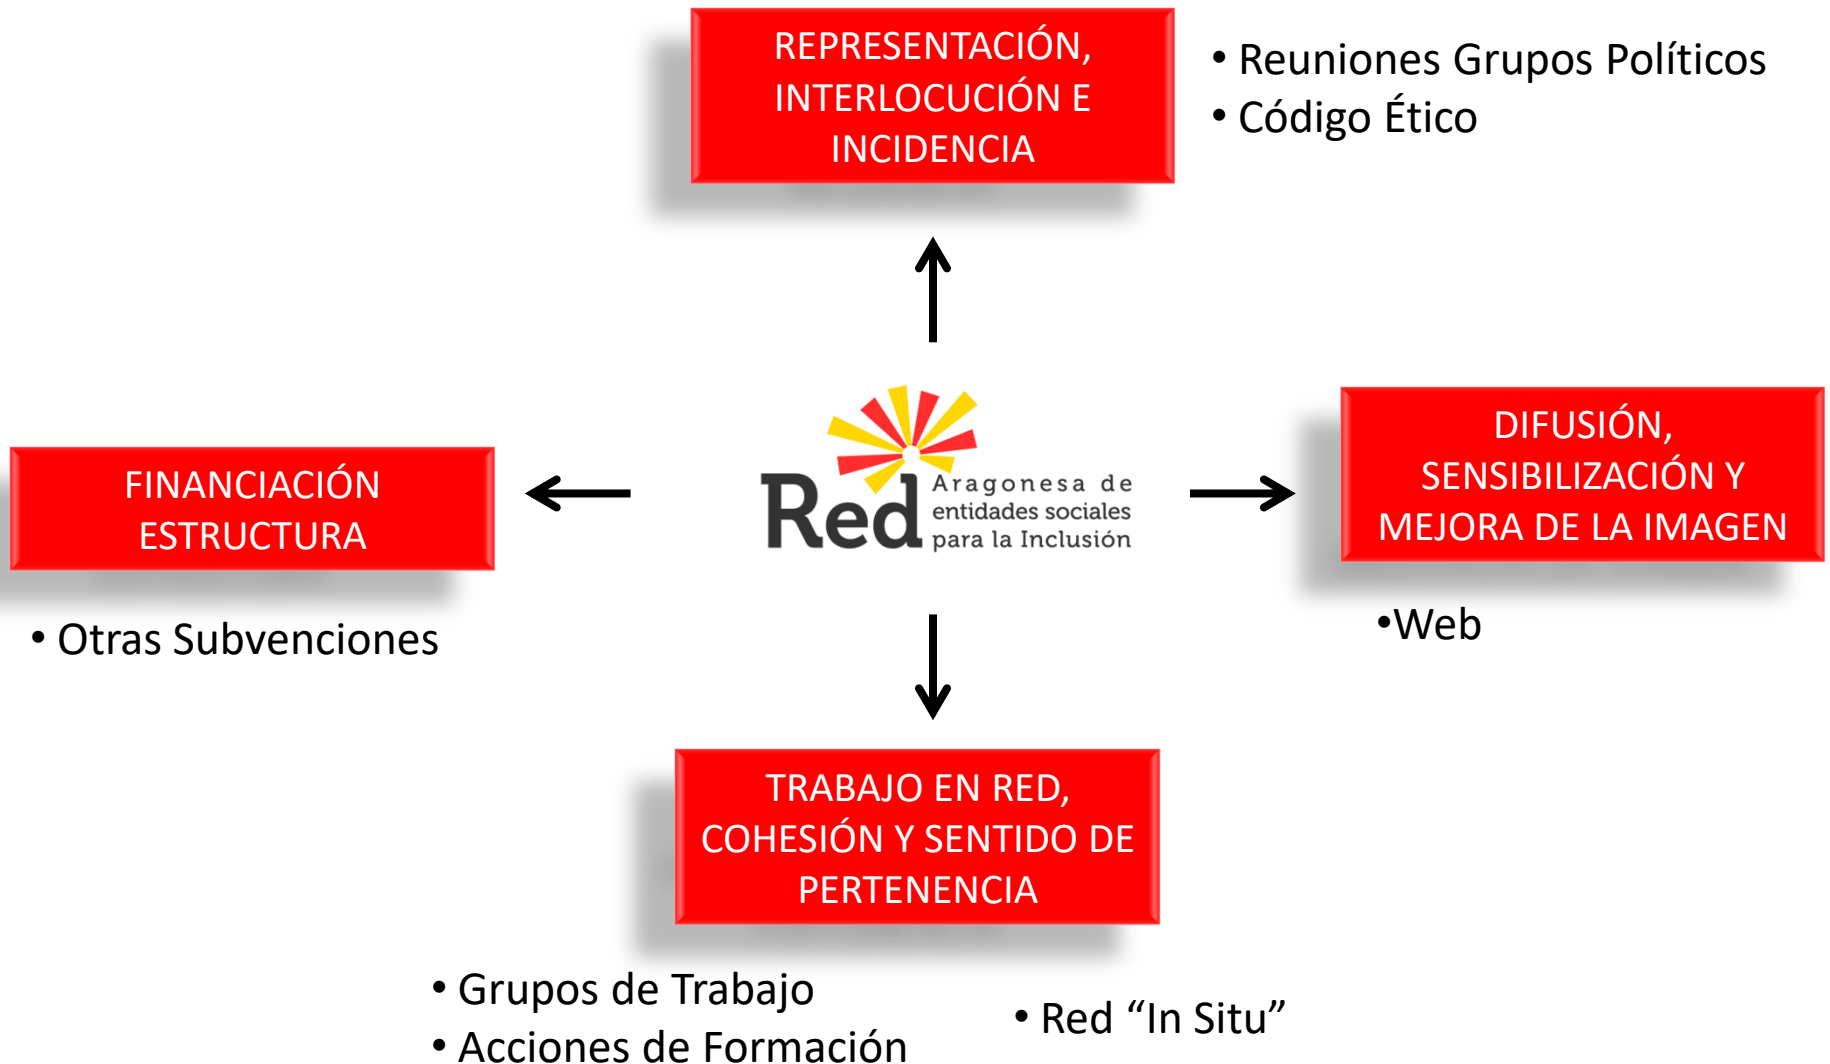 REPRESENTACIÓN,
INTERLOCUCIÓN E
INCIDENCIA
• Reuniones Grupos Políticos
• Código Ético
FINANCIACIÓN
ESTRUCTURA
• Otras Subvenciones
Red
Aragonesa de
entidades sociales
para la Inclusión
DIFUSIÓN,
SENSIBILIZACIÓN Y
MEJORA DE LA IMAGEN
•Web
TRABAJO EN RED,
COHESIÓN Y SENTIDO DE
PERTENENCIA
• Grupos de Trabajo
• Acciones de Formación
• Red “In Situ”